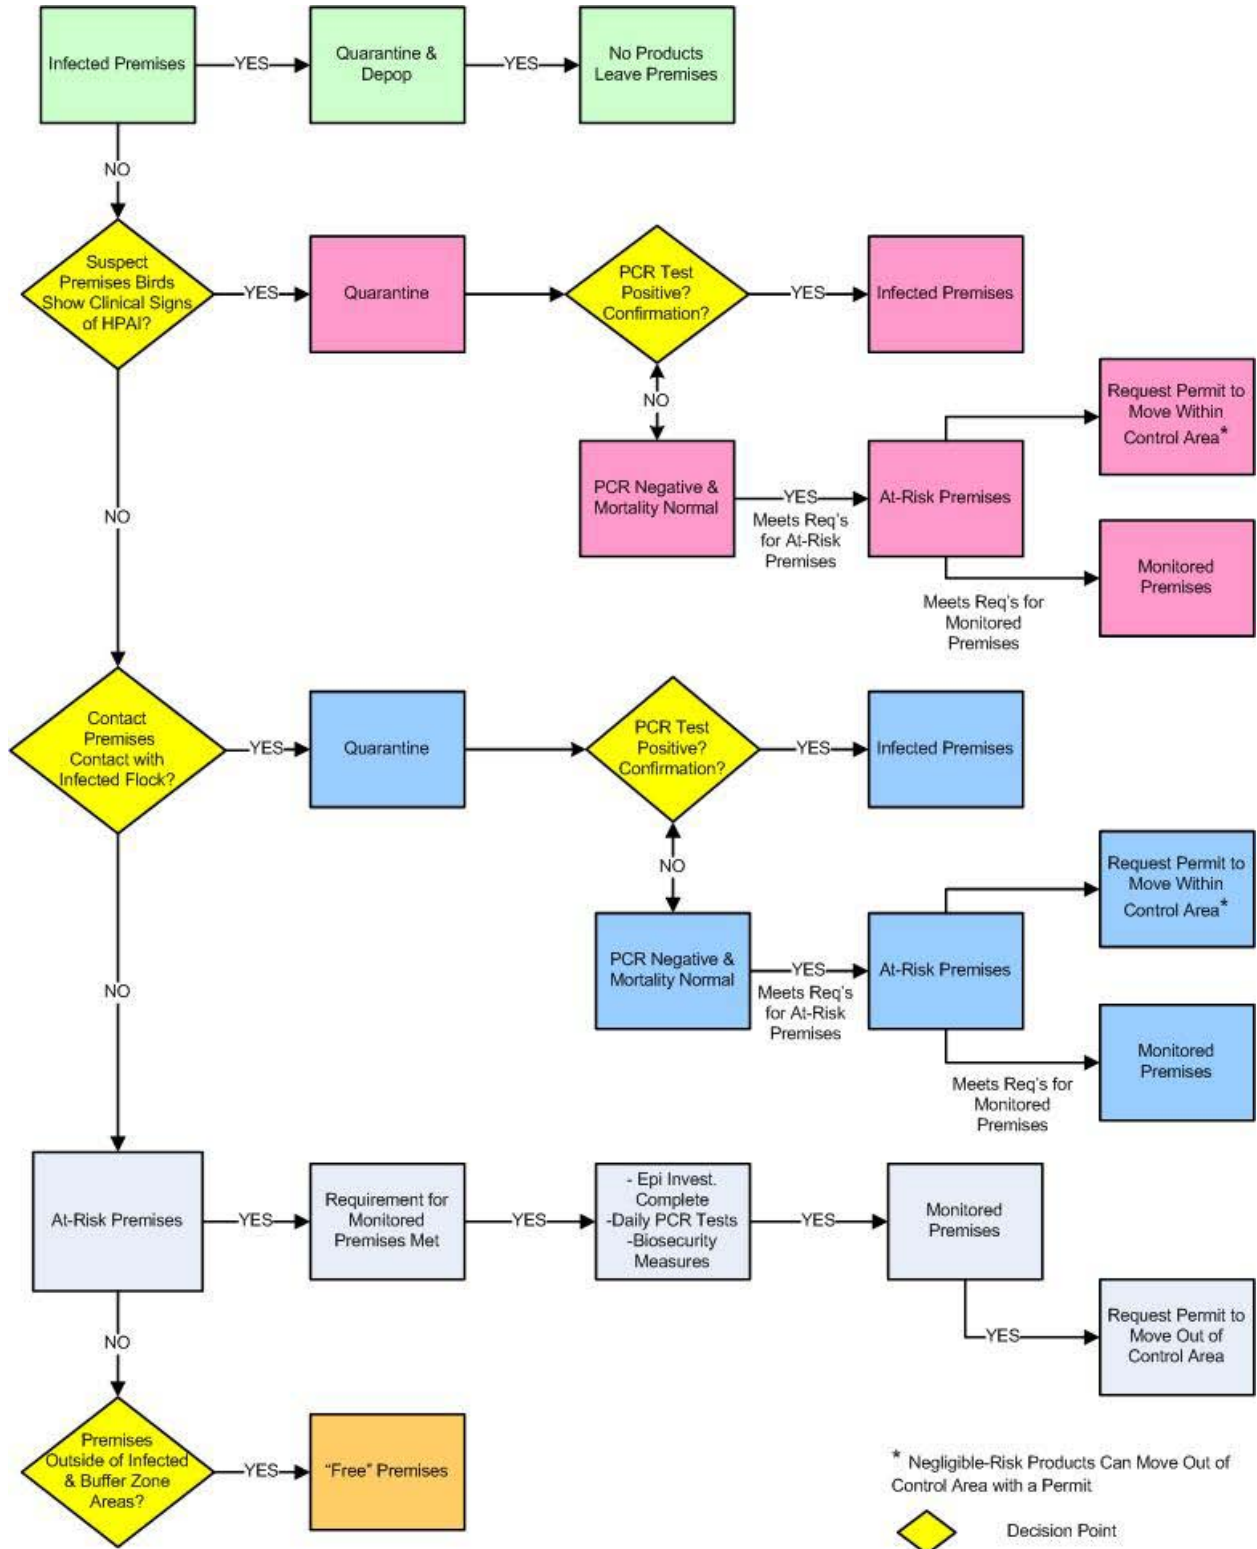 Infected Premises
YES
Quarantine &
Depop
YES
No Products
Leave Premises
NO
Suspect
Premises Birds
Show Clinical Signs
of HPAI?
YES
Quarantine
PCR Test
Positive?
Confirmation?
YES
Infected Premises
NO
PCR Negative &
Mortality Normal
YES
Meets Req's
for At-Risk
Premises
At-Risk Premises
Request Permit to
Move Within
Control Area*
Meets Req's for
Monitored
Premises
Monitored
Premises
NO
Contact
Premises
Contact with
Infected Flock?
YES
Quarantine
PCR Test
Positive?
Confirmation?
YES
Infected Premises
NO
PCR Negative &
Mortality Normal
YES
Meets Req's
for At-Risk
Premises
At-Risk Premises
Request Permit to
Move Within
Control Area*
Meets Req's for
Monitored
Premises
Monitored
Premises
NO
At-Risk Premises
YES
Requirement for
Monitored
Premises Met
YES
- Epi Invest.
Complete
-Daily PCR Tests
-Biosecurity
Measures
YES
Monitored
Premises
YES
Request Permit to
Move Out of
Control Area
NO
Premises
Outside of Infected
& Buffer Zone
Areas?
YES
"Free" Premises
* Negligible-Risk Products Can Move Out of
Control Area with a Permit
Decision Point